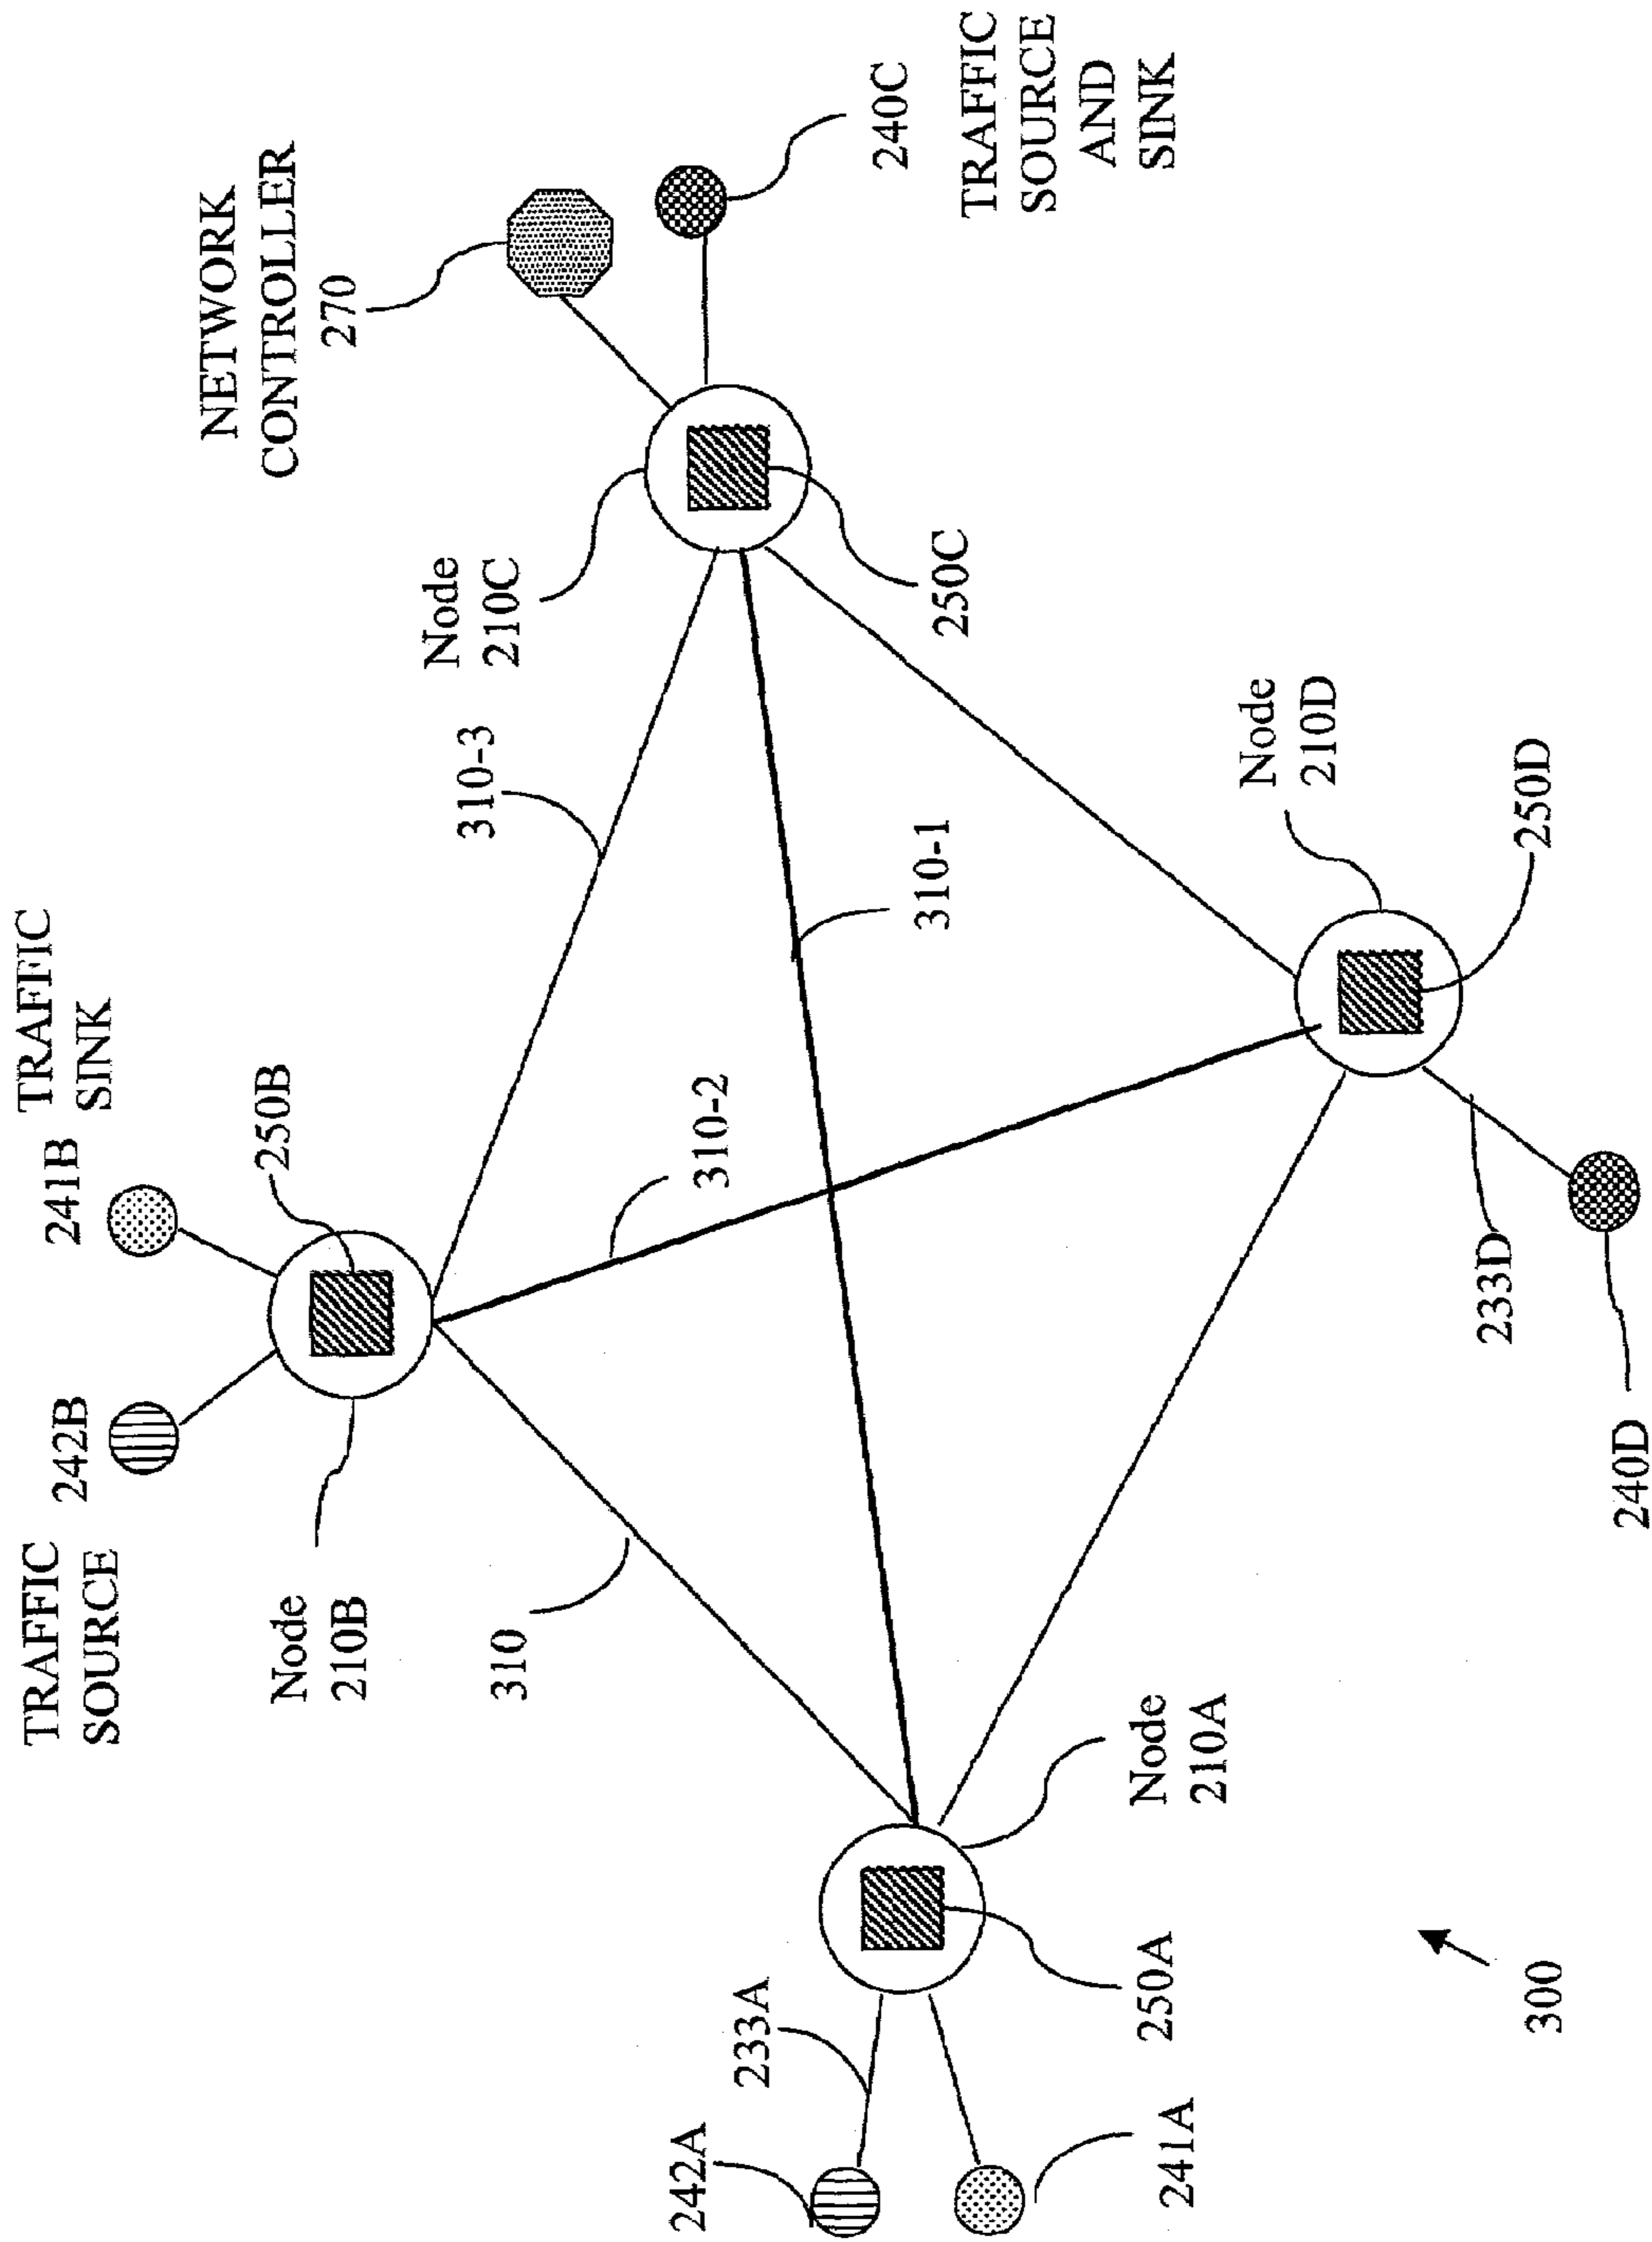 TRAFFIC
SOURCE
242B
241B
TRAFFIC
SINK
250B
Node
210B
NETWORK
CONTROLLER
270
310
310-2
310-3
Node
210C
240C
TRAFFIC
SOURCE
AND
SINK
310-1
250C
242A
233A
241A
250A
Node
210A
Node
210D
250D
233D
240D
300